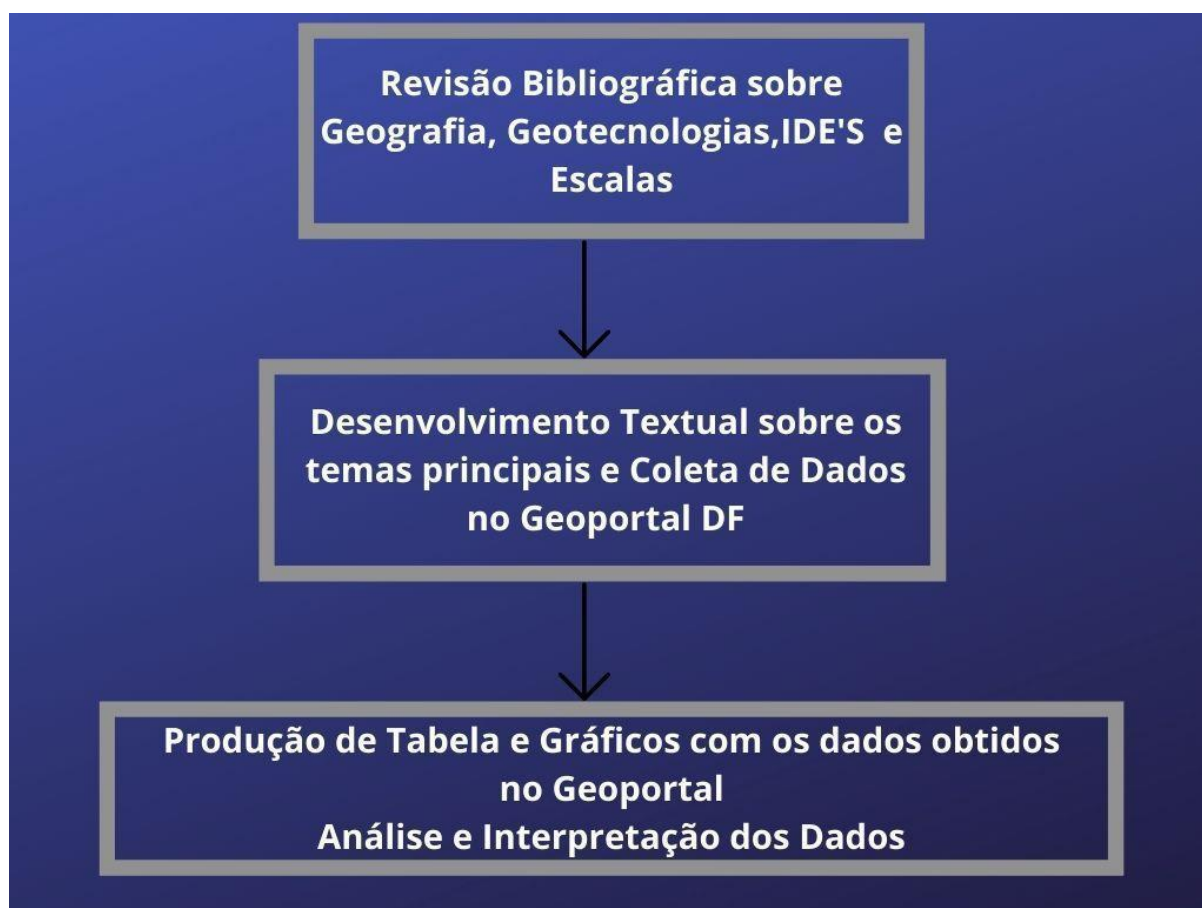 Revisão Bibliográfica sobre
Geografia, Geotecnologias,IDE'S e
Escalas
Desenvolvimento Textual sobre os
temas principais e Coleta de Dados
no Geoportal DF
Produção de Tabela e Gráficos com os dados obtidos
no Geoportal
Análise e Interpretação dos Dados